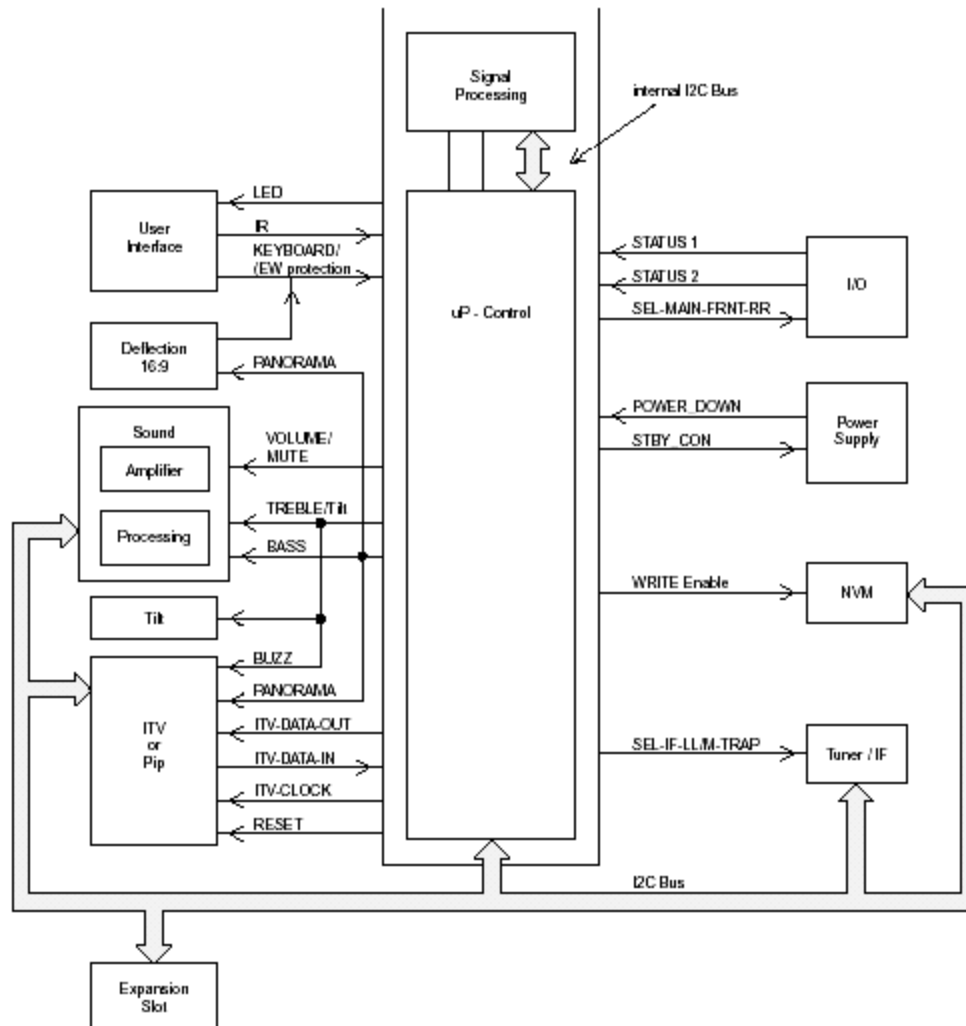 Signal
Processing
internal I2C Bus
User
Interface
LED
IR
KEYBOARD/
(EW protection
uP - Control
STATUS 1
STATUS 2
SEL-MAIN-FRNT-RR
I/O
Deflection
16:9
PANORAMA
POWER_DOWN
STBY_CON
Power
Supply
Sound
Amplifier
Processing
VOLUME/
MUTE
TREBLE/Tilt
BASS
WRITE Enable
NVM
Tilt
ITV
or
Pip
BUZZ
PANORAMA
ITV-DATA-OUT
ITV-DATA-IN
ITV-CLOCK
RESET
SEL-IF-LL/M-TRAP
Tuner / IF
I2C Bus
Expansion
Slot